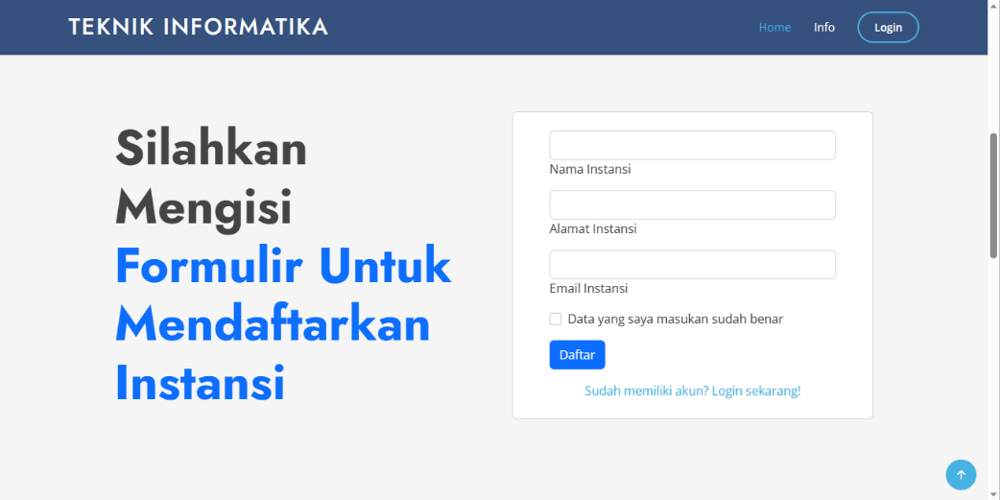 TEKNIK INFORMATIKA
Home Info Login
Silahkan
Mengisi
Formulir Untuk
Mendaftarkan
Instansi
Nama Instansi
Alamat Instansi
Email Instansi
Data yang saya masukan sudah benar
Daftar
Sudah memiliki akun? Login sekarang!